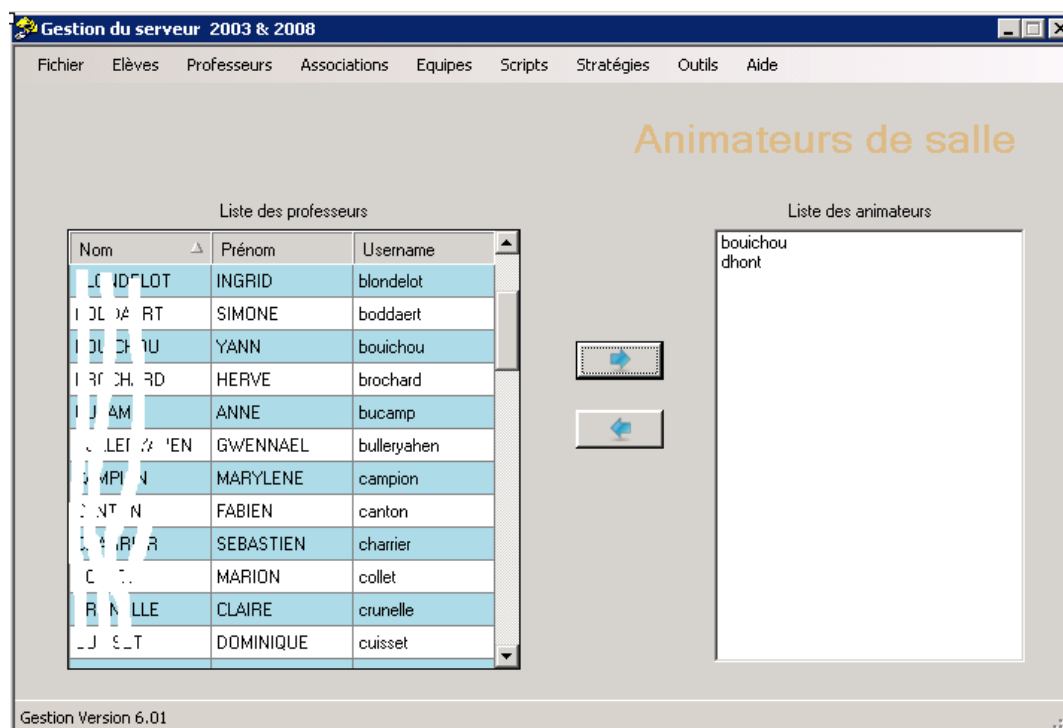 Gestion du serveur 2003 & 2008
Fichier Elèves Professeurs Associations Equipes Scripts Stratégies Outils Aide
Animateurs de salle
Liste des professeurs
Liste des animateurs
Nom Prénom Username
INGRID blondelot
SIMONE boddaert
YANN bouichou
HERVE brochard
ANNE bucamp
GWENNAEL bulleryahen
MARYLENE campion
FABIEN canton
SEBASTIEN charrier
MARION collet
CLAIRE crunelle
DOMINIQUE cuisset
bouichou
dhont
Gestion Version 6.01